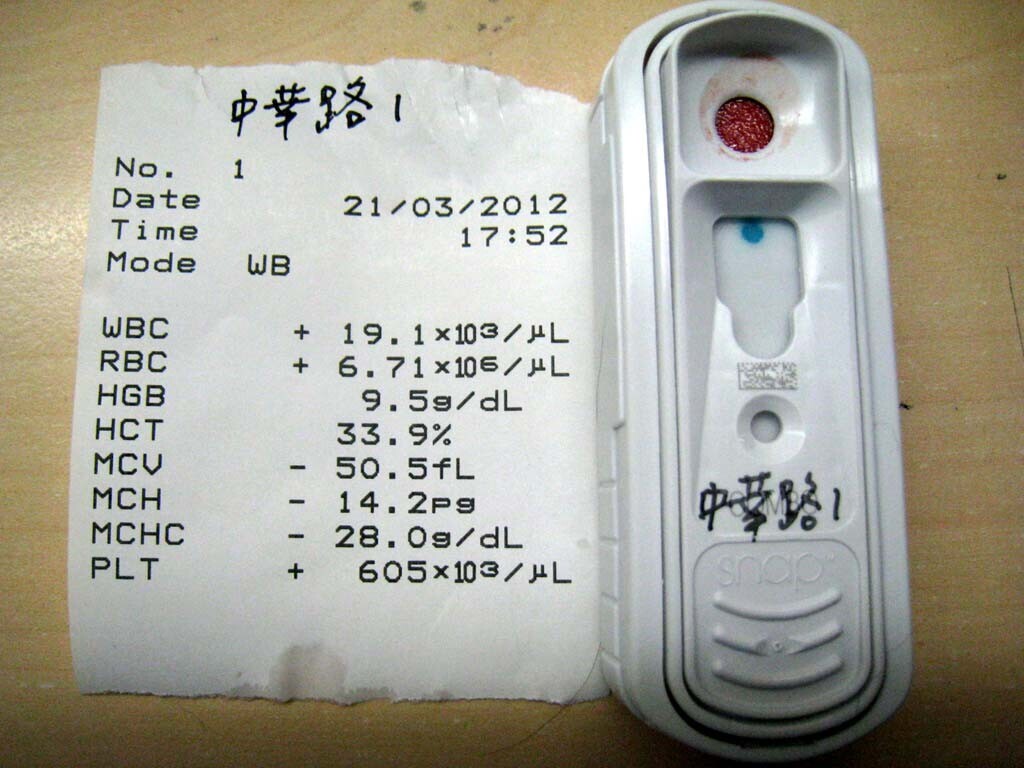 中華路1
No. 1
Date 21/03/2012
Time 17:52
Mode WB
WBC + 19.1×10³/μL
RBC + 6.71×10⁶/μL
HGB 9.5g/dL
HCT 33.9%
MCV - 50.5fL
MCH - 14.2pg
MCHC - 28.0g/dL
PLT + 605×10³/μL
中華路1
snap™